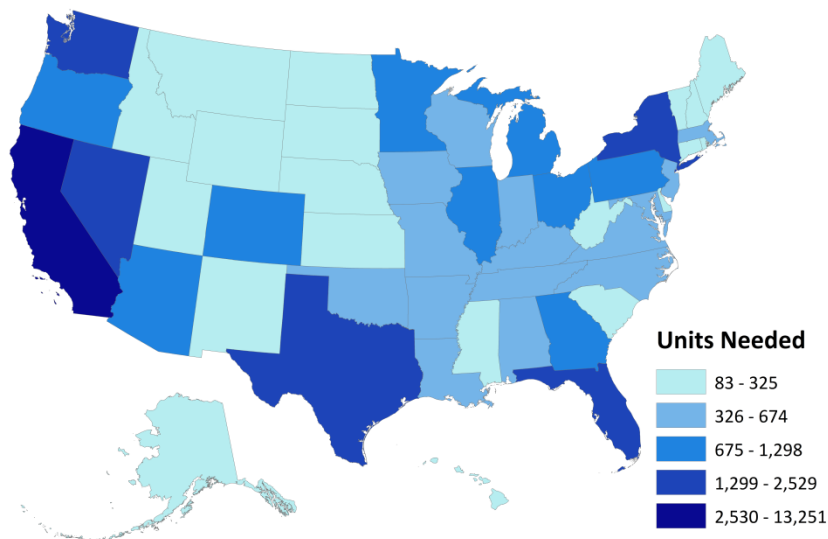 Units Needed
83 - 325
326 - 674
675 - 1,298
1,299 - 2,529
2,530 - 13,251